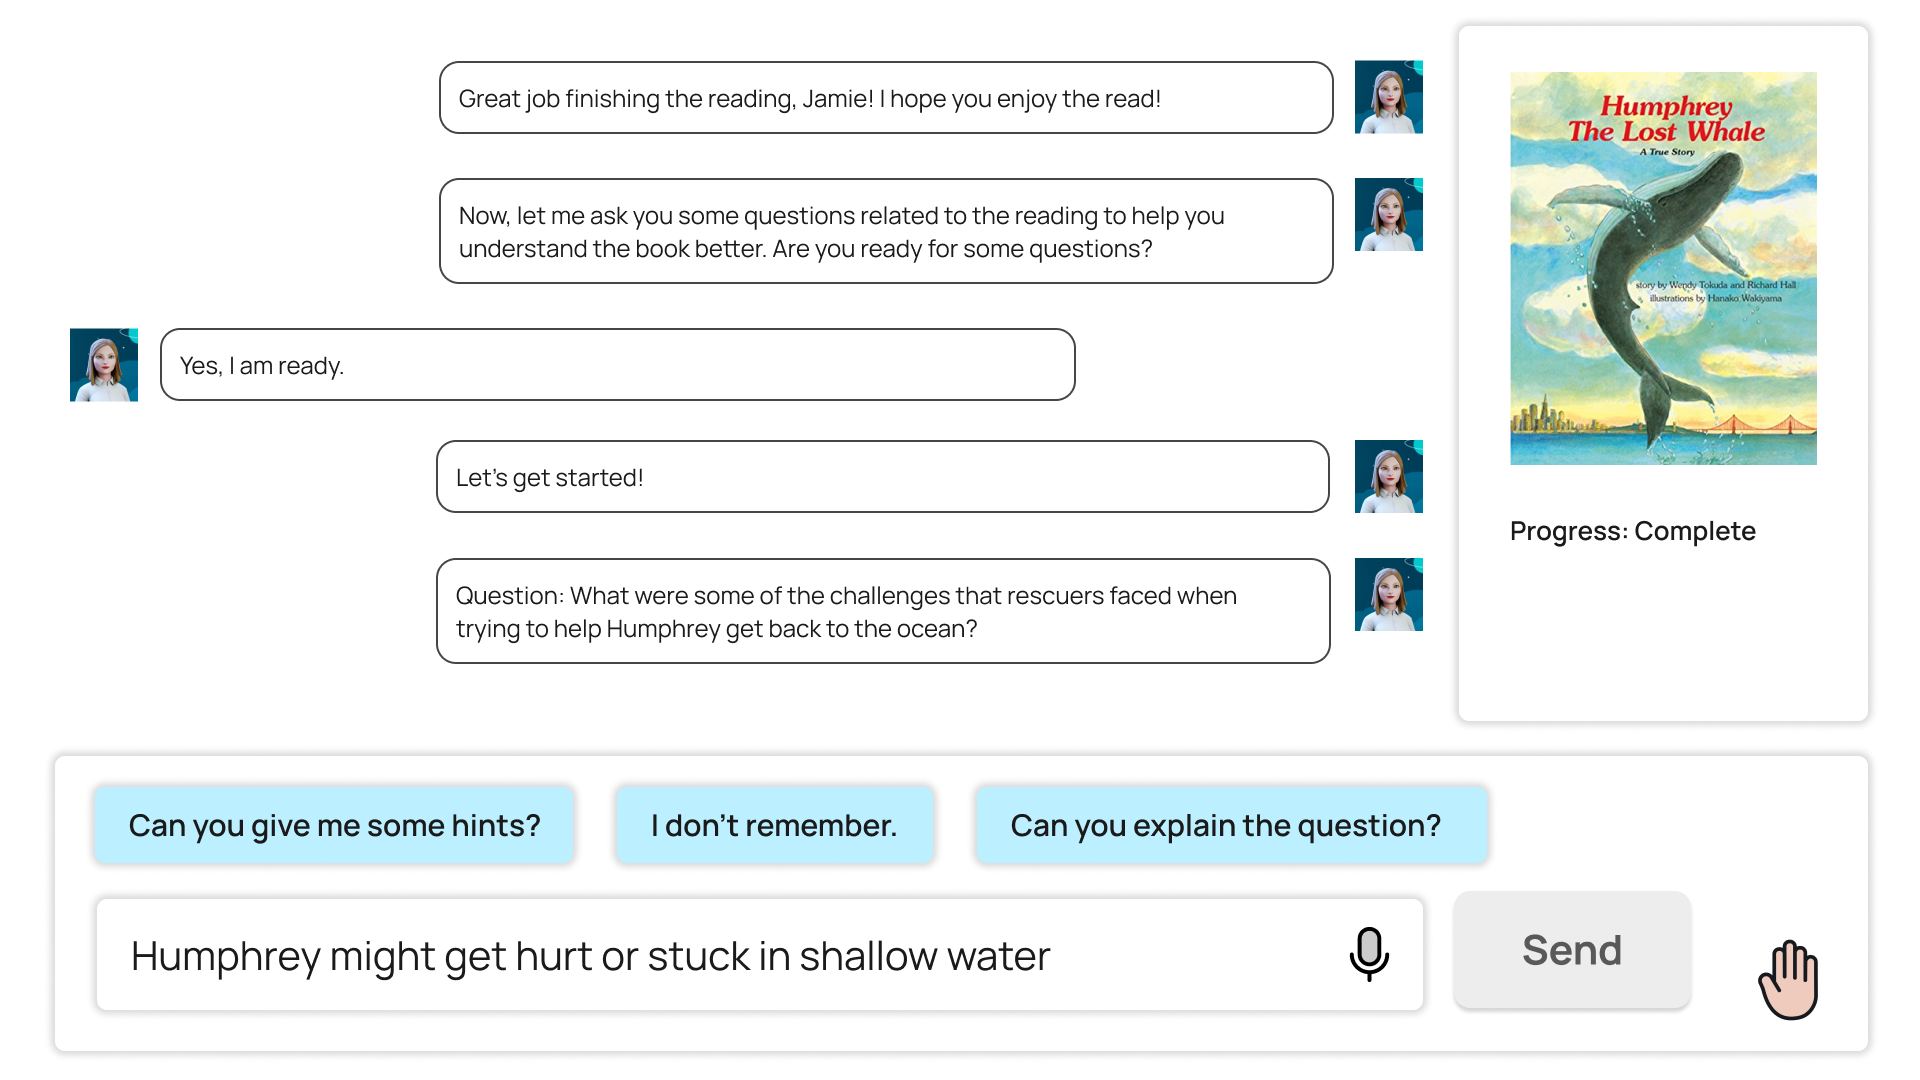 Great job finishing the reading, Jamie! I hope you enjoy the read!
Now, let me ask you some questions related to the reading to help you
understand the book better. Are you ready for some questions?
Yes, I am ready.
Let's get started!
Question: What were some of the challenges that rescuers faced when
trying to help Humphrey get back to the ocean?
Humphrey
The Lost Whale
A True Story
story by Wendy Tokuda and Richard Hall
illustrations by Hanako Wakiyama
Progress: Complete
Can you give me some hints?
I don't remember.
Can you explain the question?
Humphrey might get hurt or stuck in shallow water
Send